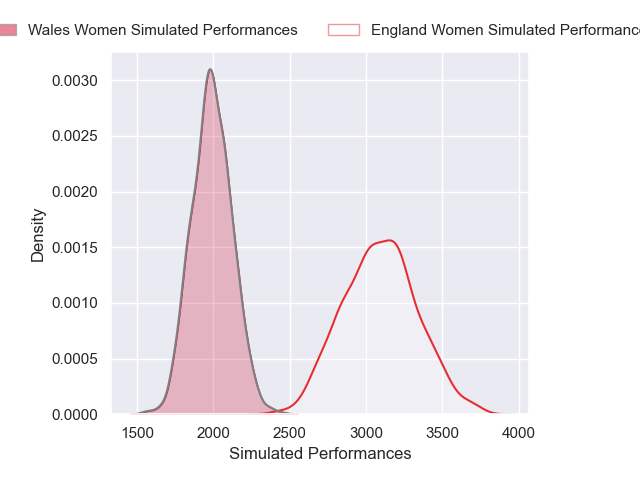 Wales Women Simulated Performances England Women Simulated Performance
0.0030
0.0025
0.0020
0.0015
0.0010
0.0005
0.0000
Density
1500 2000 2500 3000 3500 4000
Simulated Performances